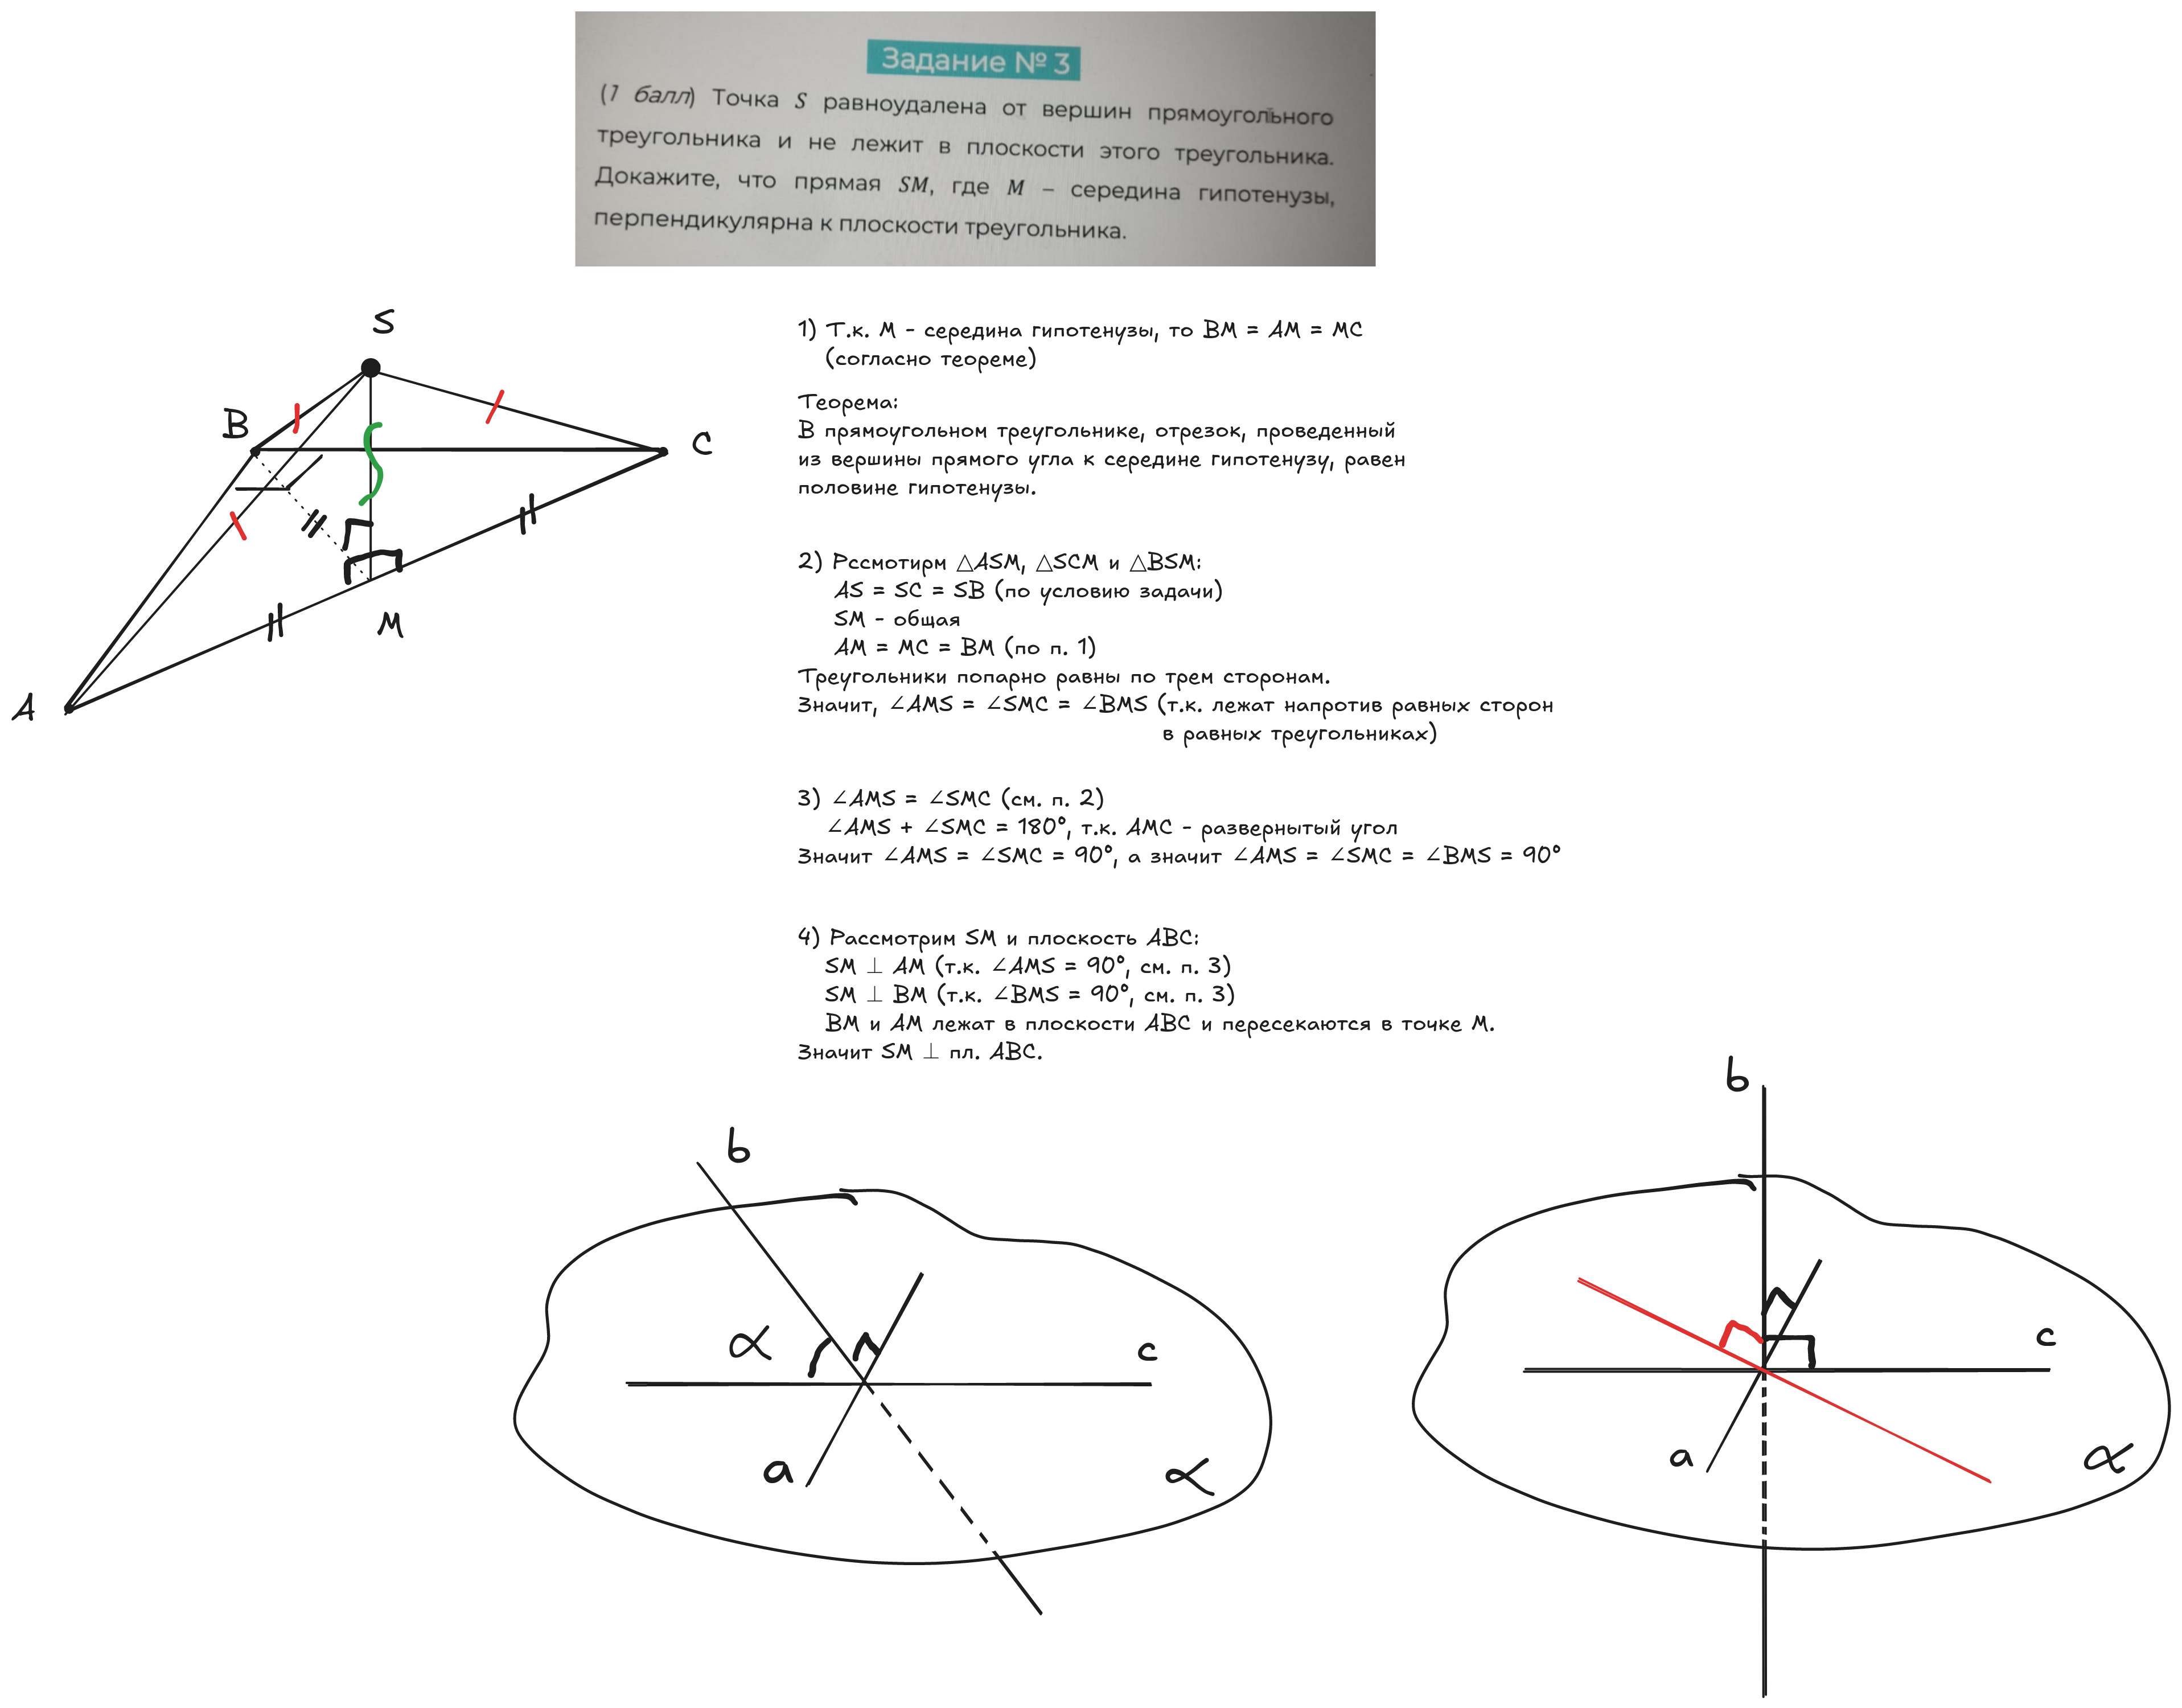 Задание № 3
(1 балл) Точка S равноудалена от вершин прямоугольного
треугольника и не лежит в плоскости этого треугольника.
Докажите, что прямая SM, где M – середина гипотенузы,
перпендикулярна к плоскости треугольника.
S
B
C
M
A
1) Т.к. M - середина гипотенузы, то BM = AM = MC
(согласно теореме)
Теорема:
В прямоугольном треугольнике, отрезок, проведенный
из вершины прямого угла к середине гипотенузу, равен
половине гипотенузы.
2) Рссмотирм △ASM, △SCM и △BSM:
AS = SC = SB (по условию задачи)
SM - общая
AM = MC = BM (по п. 1)
Треугольники попарно равны по трем сторонам.
Значит, ∠AMS = ∠SMC = ∠BMS (т.к. лежат напротив равных сторон
в равных треугольниках)
3) ∠AMS = ∠SMC (см. п. 2)
∠AMS + ∠SMC = 180°, т.к. AMC - развернытый угол
Значит ∠AMS = ∠SMC = 90°, а значит ∠AMS = ∠SMC = ∠BMS = 90°
4) Рассмотрим SM и плоскость ABC:
SM ⊥ AM (т.к. ∠AMS = 90°, см. п. 3)
SM ⊥ BM (т.к. ∠BMS = 90°, см. п. 3)
BM и AM лежат в плоскости ABC и пересекаются в точке M.
Значит SM ⊥ пл. ABC.
b
α
c
a
α
b
c
a
α